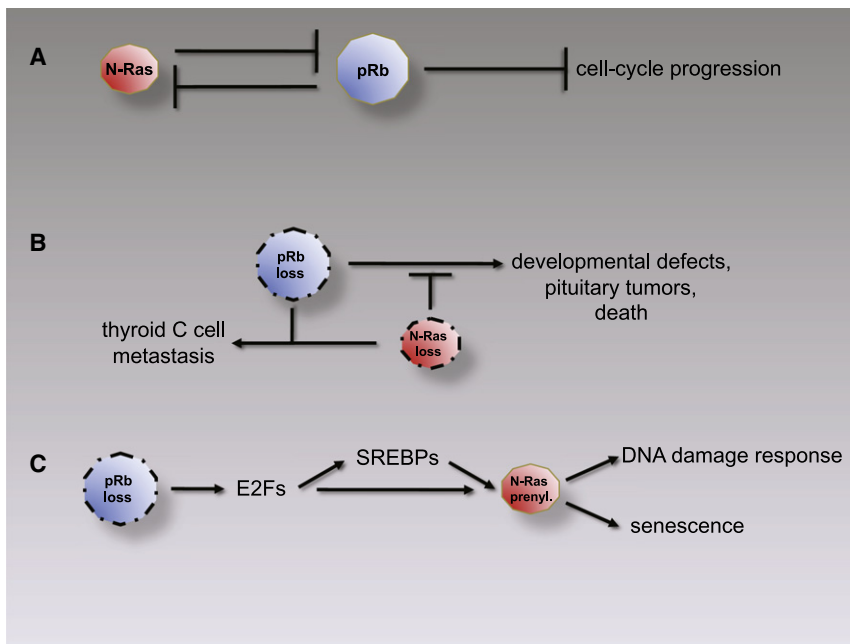 A
N-Ras
pRb
cell-cycle progression
B
pRb
loss
developmental defects,
pituitary tumors,
death
N-Ras
loss
thyroid C cell
metastasis
C
pRb
loss
E2Fs
SREBPs
N-Ras
prenyl.
DNA damage response
senescence